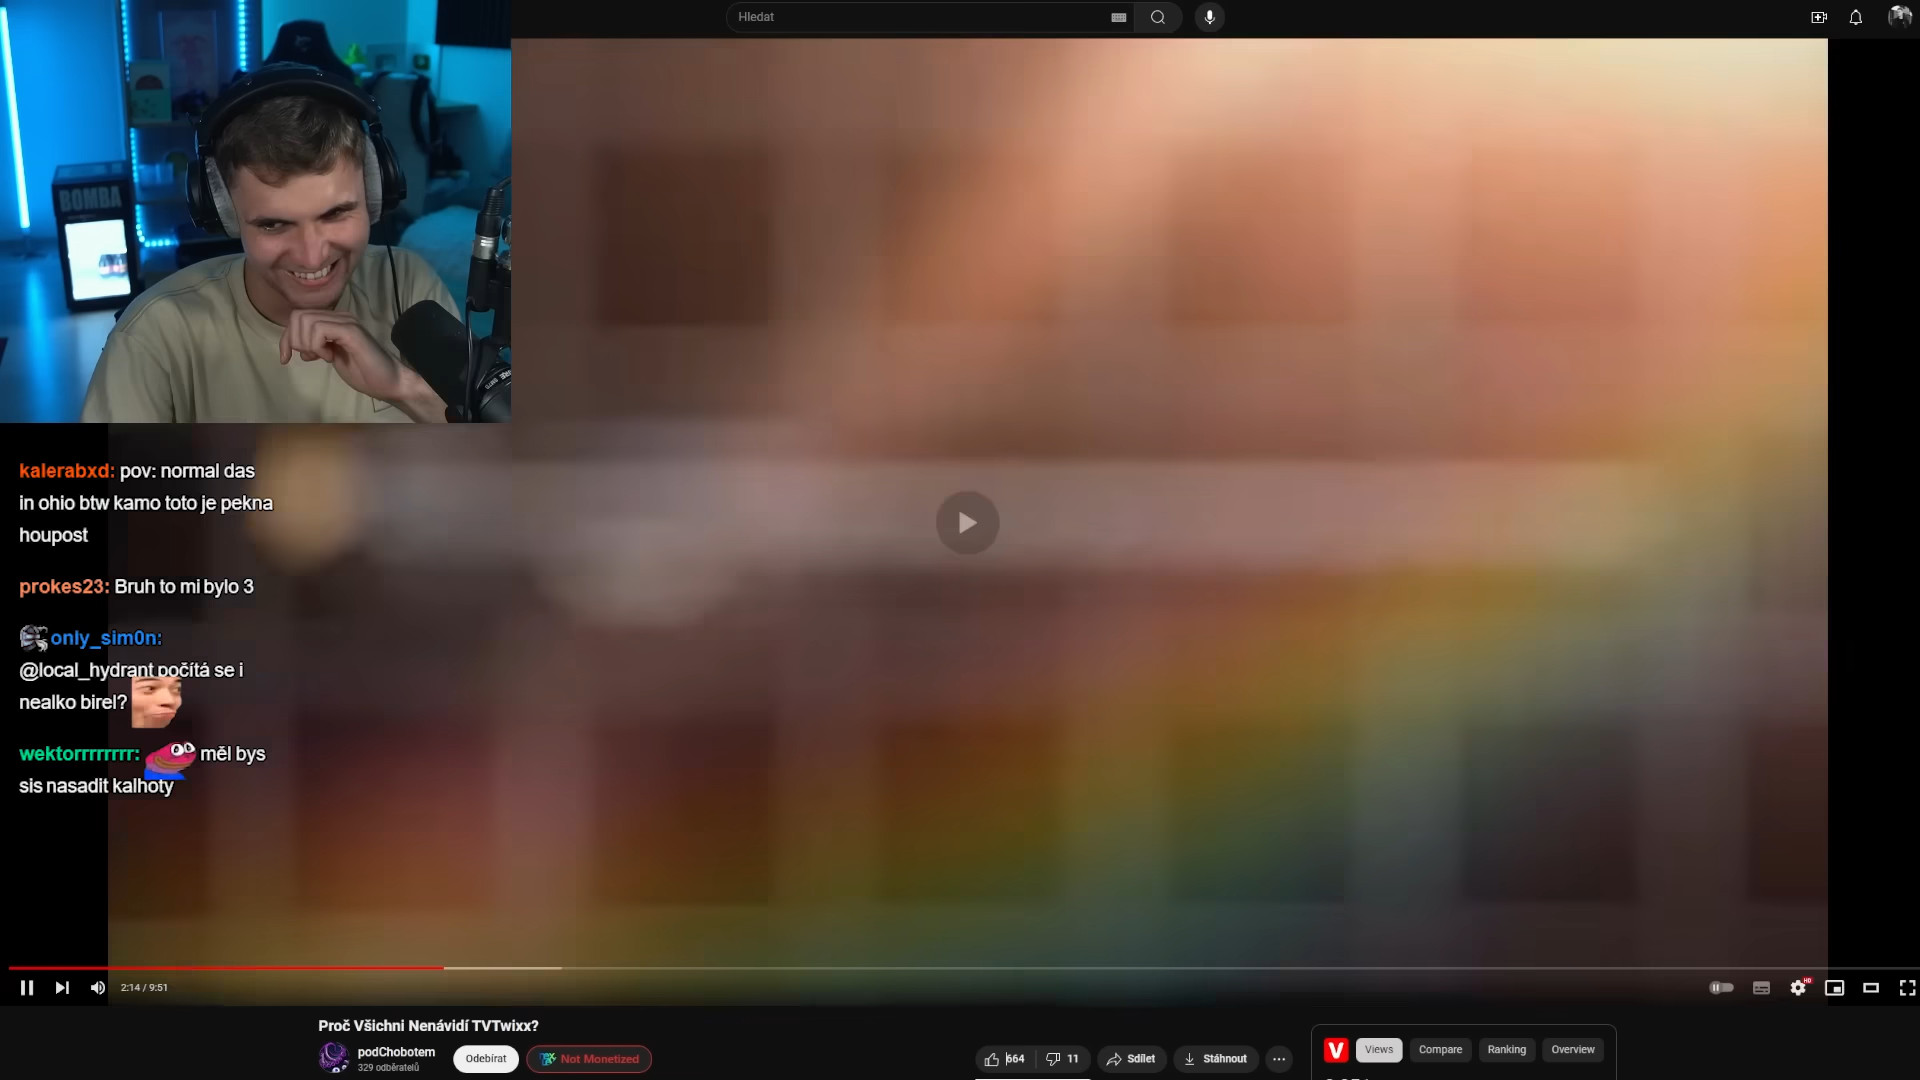 Hledat
BOMBA
kalerabxd: pov: normal das
in ohio btw kamo toto je pekna
houpost
prokes23: Bruh to mi bylo 3
only_sim0n:
@local_hydrant počítá se i
nealko birel?
wektorrrrrrrr: měl bys
sis nasadit kalhoty
2:14 / 9:51
HD
Proč Všichni Nenávidí TVTwixx?
podChobotem
329 odběratelů
Odebírat
Not Monetized
664
11
Sdílet
Stáhnout
Views
Compare
Ranking
Overview